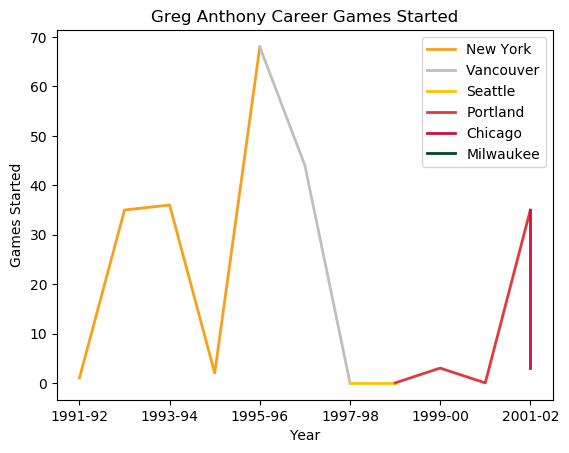 Greg Anthony Career Games Started
70
60
50
40
30
20
10
0
Games Started
New York
Vancouver
Seattle
Portland
Chicago
Milwaukee
1991-92 1993-94 1995-96 1997-98 1999-00 2001-02
Year